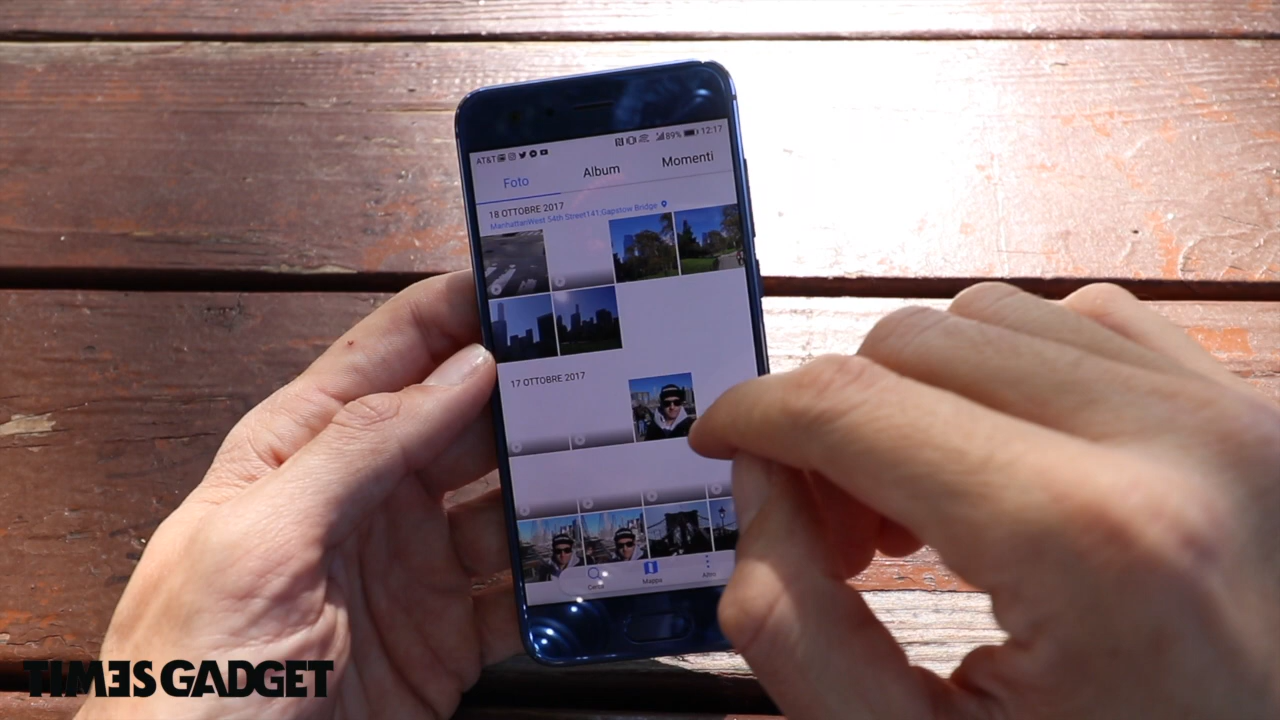 AT&T 89% 12:17
Foto Album Momenti
18 OTTOBRE 2017
ManhattanWest 54th Street141,Gapstow Bridge
17 OTTOBRE 2017
Cerca Mappa Altro
TIMES GADGET